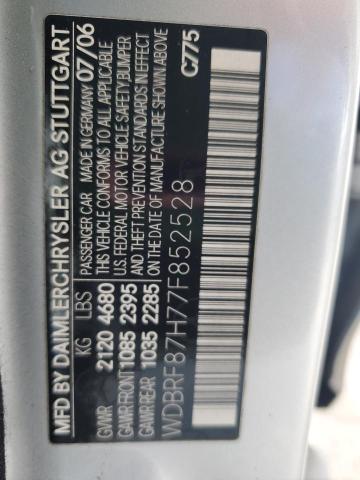 MFD BY DAIMLERCHRYSLER AG STUTTGART
PASSENGER CAR MADE IN GERMANY 07/06
KG LBS
THIS VEHICLE CONFORMS TO ALL APPLICABLE
U.S. FEDERAL MOTOR VEHICLE SAFETY BUMPER
AND THEFT PREVENTION STANDARDS IN EFFECT
ON THE DATE OF MANUFACTURE SHOWN ABOVE
GVWR 2120 4680
GAWR FRONT 1085 2395
GAWR REAR 1035 2285
WDBRF87H77F852528
C775